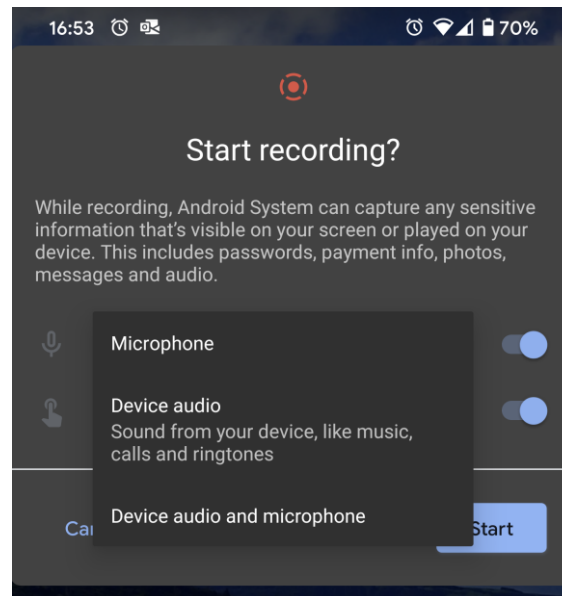 16:53
70%
Start recording?
While recording, Android System can capture any sensitive
information that's visible on your screen or played on your
device. This includes passwords, payment info, photos,
messages and audio.
Microphone
Device audio
Sound from your device, like music,
calls and ringtones
Device audio and microphone
Start